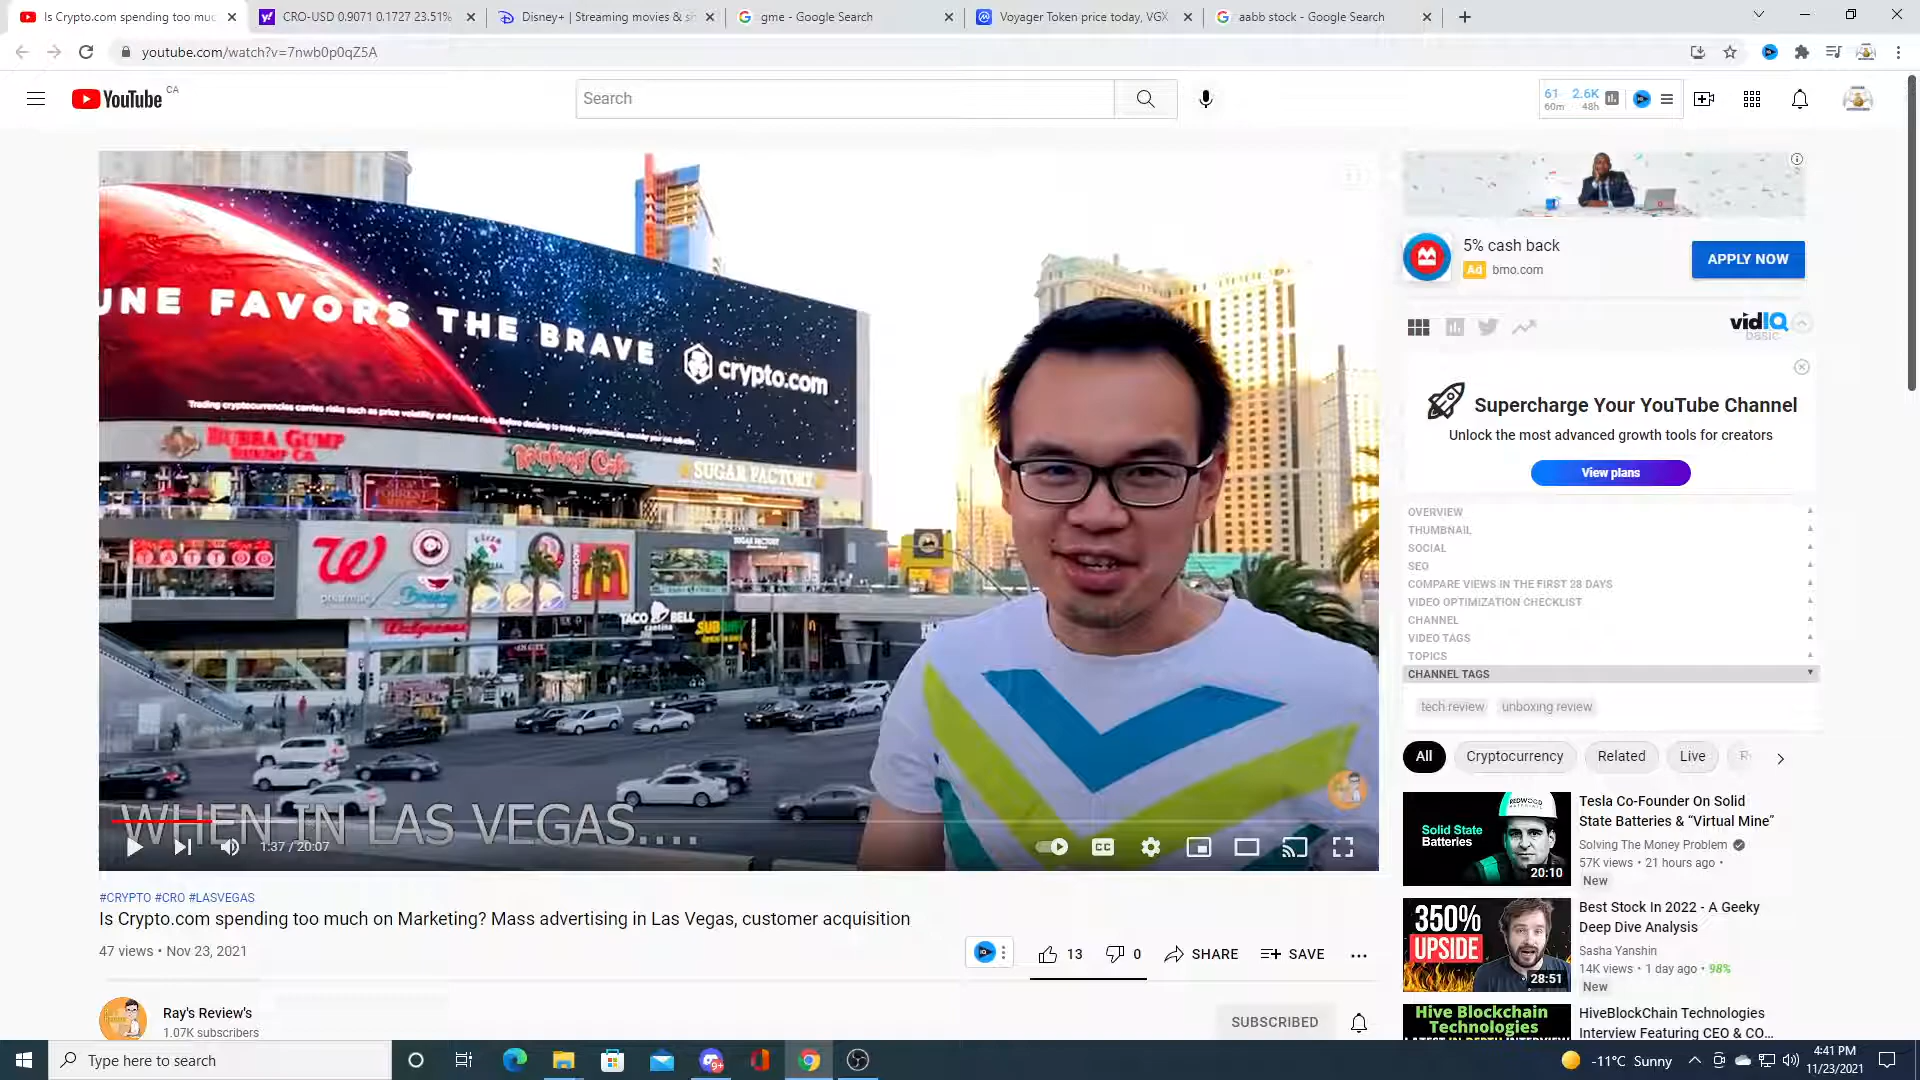 Is Crypto.com spending too muc
CRO-USD 0.9071 0.1727 23.51%
Disney+ | Streaming movies & sh
gme - Google Search
Voyager Token price today, VGX
aabb stock - Google Search
youtube.com/watch?v=7nwb0p0qZ5A
YouTube CA
Search
61 2.6K
60m 48h
UNE FAVORS THE BRAVE crypto.com
BUBBA GUMP
SHRIMP CO.
Rainforest Cafe
SUGAR FACTORY
Walgreens
TACO BELL
cantina
SUBWAY
WHEN IN LAS VEGAS....
1:37 / 20:07
CC
#CRYPTO #CRO #LASVEGAS
Is Crypto.com spending too much on Marketing? Mass advertising in Las Vegas, customer acquisition
47 views • Nov 23, 2021
13 0 SHARE SAVE
Ray's Review's
1.07K subscribers
SUBSCRIBED
5% cash back
Ad bmo.com
APPLY NOW
vidIQ
basic
Supercharge Your YouTube Channel
Unlock the most advanced growth tools for creators
View plans
OVERVIEW
THUMBNAIL
SOCIAL
SEO
COMPARE VIEWS IN THE FIRST 28 DAYS
VIDEO OPTIMIZATION CHECKLIST
CHANNEL
VIDEO TAGS
TOPICS
CHANNEL TAGS
tech review unboxing review
All Cryptocurrency Related Live
REDWOOD
Solid State
Batteries
20:10
Tesla Co-Founder On Solid
State Batteries & “Virtual Mine”
Solving The Money Problem
57K views • 21 hours ago •
New
350%
UPSIDE
28:51
Best Stock In 2022 - A Geeky
Deep Dive Analysis
Sasha Yanshin
14K views • 1 day ago • 98%
New
Hive Blockchain
Technologies
HiveBlockChain Technologies
Interview Featuring CEO & CO...
Type here to search
9+
-11°C Sunny
4:41 PM
11/23/2021